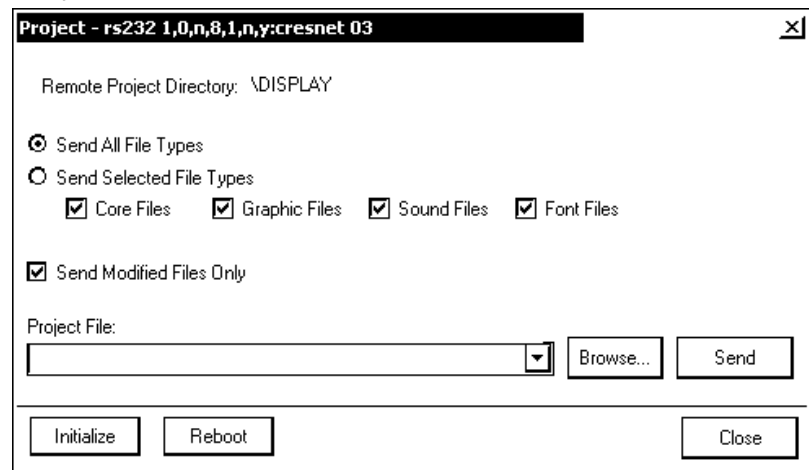 Project - rs232 1,0,n,8,1,n,y:cresnet 03
Remote Project Directory: \DISPLAY
Send All File Types
Send Selected File Types
Core Files Graphic Files Sound Files Font Files
Send Modified Files Only
Project File:
Browse... Send
Initialize Reboot Close